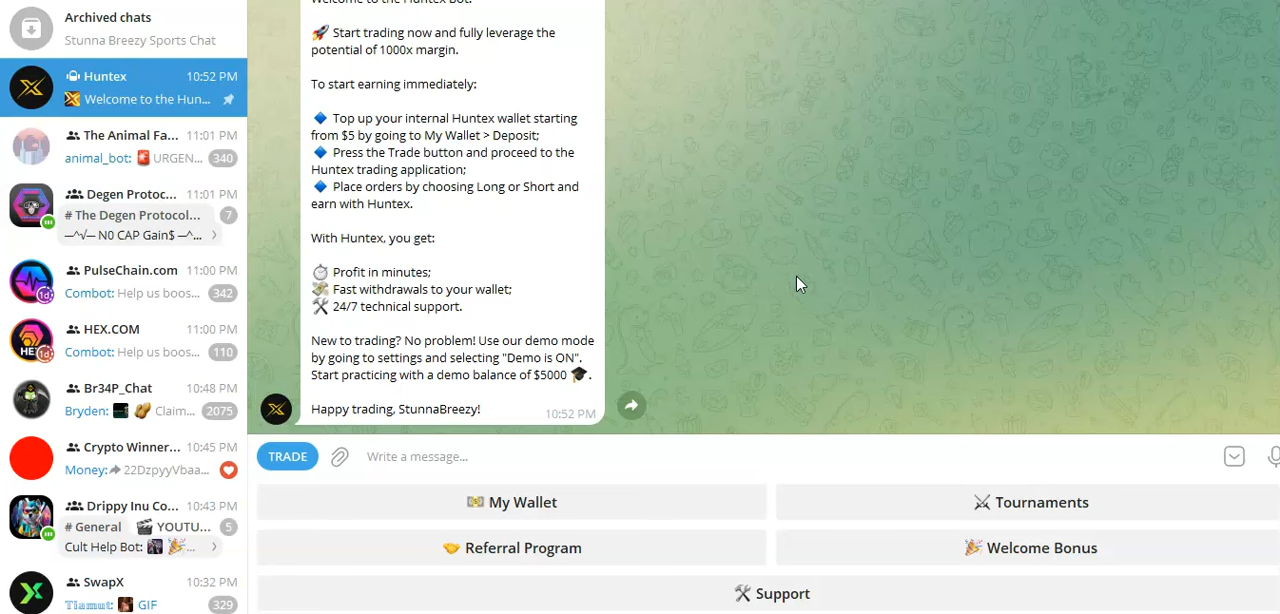 Archived chats
Stunna Breezy Sports Chat
Huntex 10:52 PM
Welcome to the Hun...
The Animal Fa... 11:01 PM
animal_bot: 🚨 URGEN... 340
Degen Protoc... 11:01 PM
# The Degen Protocol... 7
—^√— N0 CAP Gain$ —^...
PulseChain.com 11:00 PM
Combot: Help us boos... 342
1d
HEX.COM 11:00 PM
Combot: Help us boos... 110
HE 1d
Br34P_Chat 10:48 PM
Bryden: 🥜 Claim... 2075
Crypto Winner... 10:45 PM
Money: 22DzpyyVbaa...
Drippy Inu Co... 10:43 PM
# General 🎬 YOUTU... 5
Cult Help Bot: 🎉...
SwapX 10:32 PM
𝕋𝕚𝕒𝕞𝕦𝕥: GIF 329
Welcome to the Huntex Bot.
🚀 Start trading now and fully leverage the
potential of 1000x margin.
To start earning immediately:
🔹 Top up your internal Huntex wallet starting
from $5 by going to My Wallet > Deposit;
🔹 Press the Trade button and proceed to the
Huntex trading application;
🔹 Place orders by choosing Long or Short and
earn with Huntex.
With Huntex, you get:
⏱ Profit in minutes;
💸 Fast withdrawals to your wallet;
🛠 24/7 technical support.
New to trading? No problem! Use our demo mode
by going to settings and selecting "Demo is ON".
Start practicing with a demo balance of $5000 🎓.
Happy trading, StunnaBreezy! 10:52 PM
TRADE Write a message...
💵 My Wallet
⚔ Tournaments
🤝 Referral Program
🎉 Welcome Bonus
🛠 Support